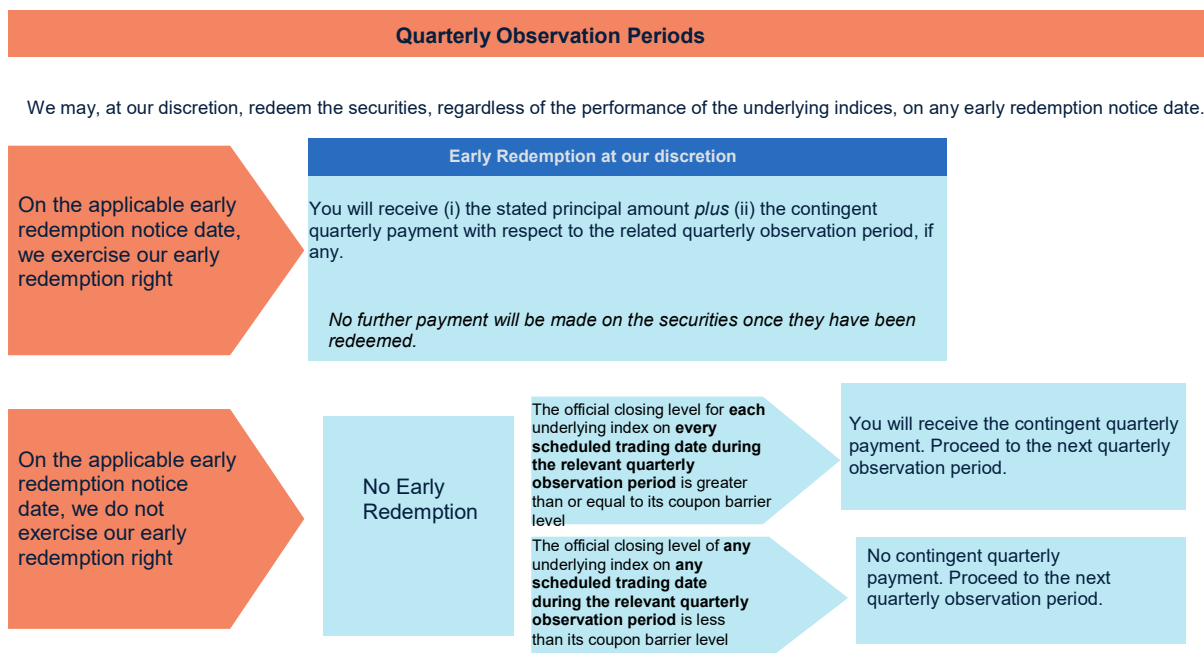 Quarterly Observation Periods
We may, at our discretion, redeem the securities, regardless of the performance of the underlying indices, on any early redemption notice date.
On the applicable early
redemption notice date,
we exercise our early
redemption right
Early Redemption at our discretion
You will receive (i) the stated principal amount plus (ii) the contingent
quarterly payment with respect to the related quarterly observation period, if
any.
No further payment will be made on the securities once they have been
redeemed.
On the applicable early
redemption notice
date, we do not
exercise our early
redemption right
No Early
Redemption
The official closing level for each
underlying index on every
scheduled trading date during
the relevant quarterly
observation period is greater
than or equal to its coupon barrier
level
You will receive the contingent quarterly
payment. Proceed to the next quarterly
observation period.
The official closing level of any
underlying index on any
scheduled trading date
during the relevant quarterly
observation period is less
than its coupon barrier level
No contingent quarterly
payment. Proceed to the next
quarterly observation period.